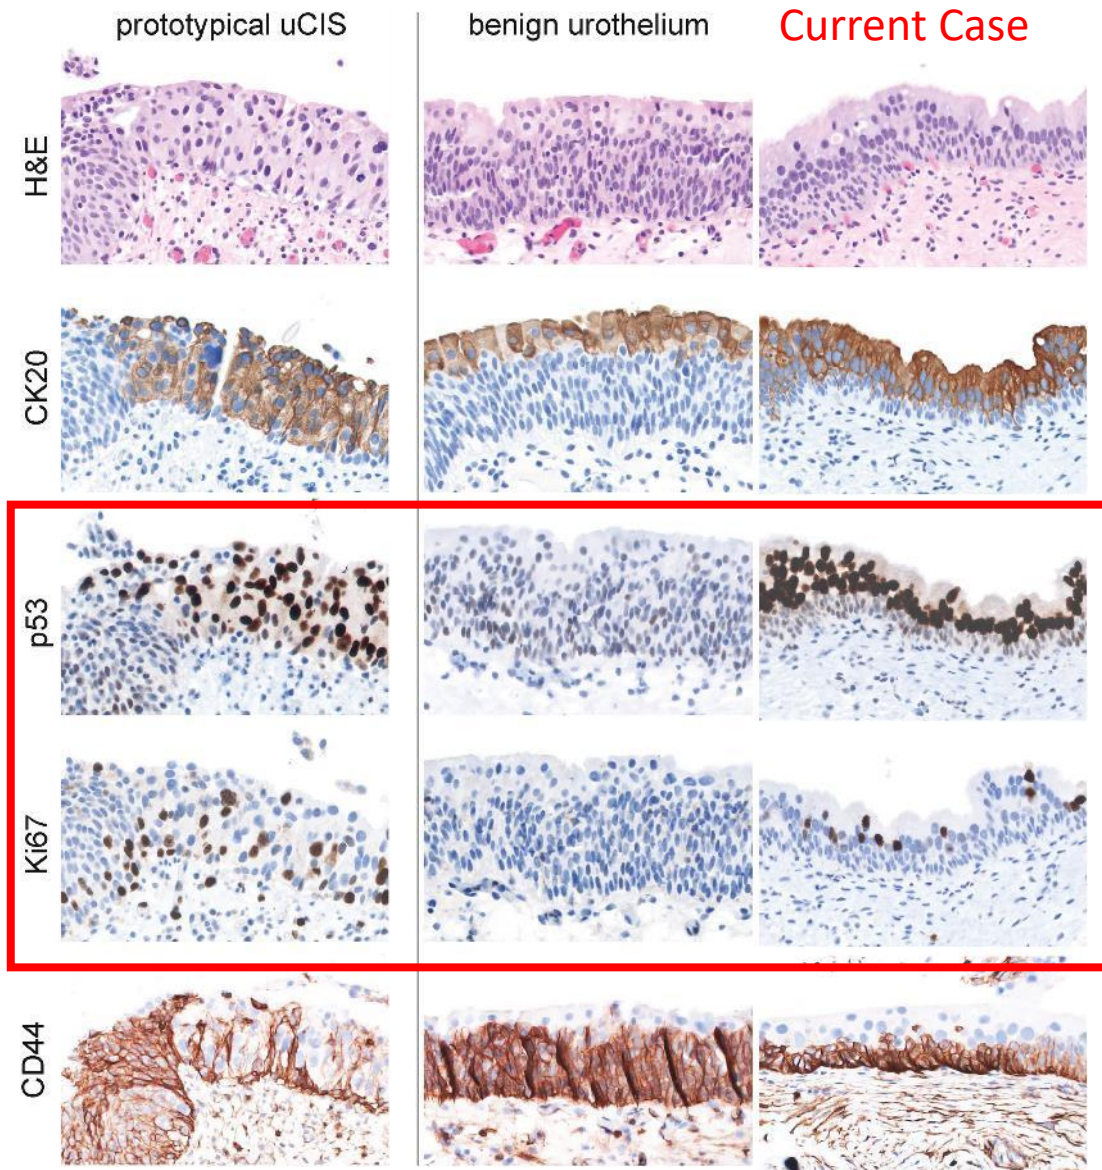 prototypical uCIS
benign urothelium
Current Case
H&E
CK20
p53
Ki67
CD44